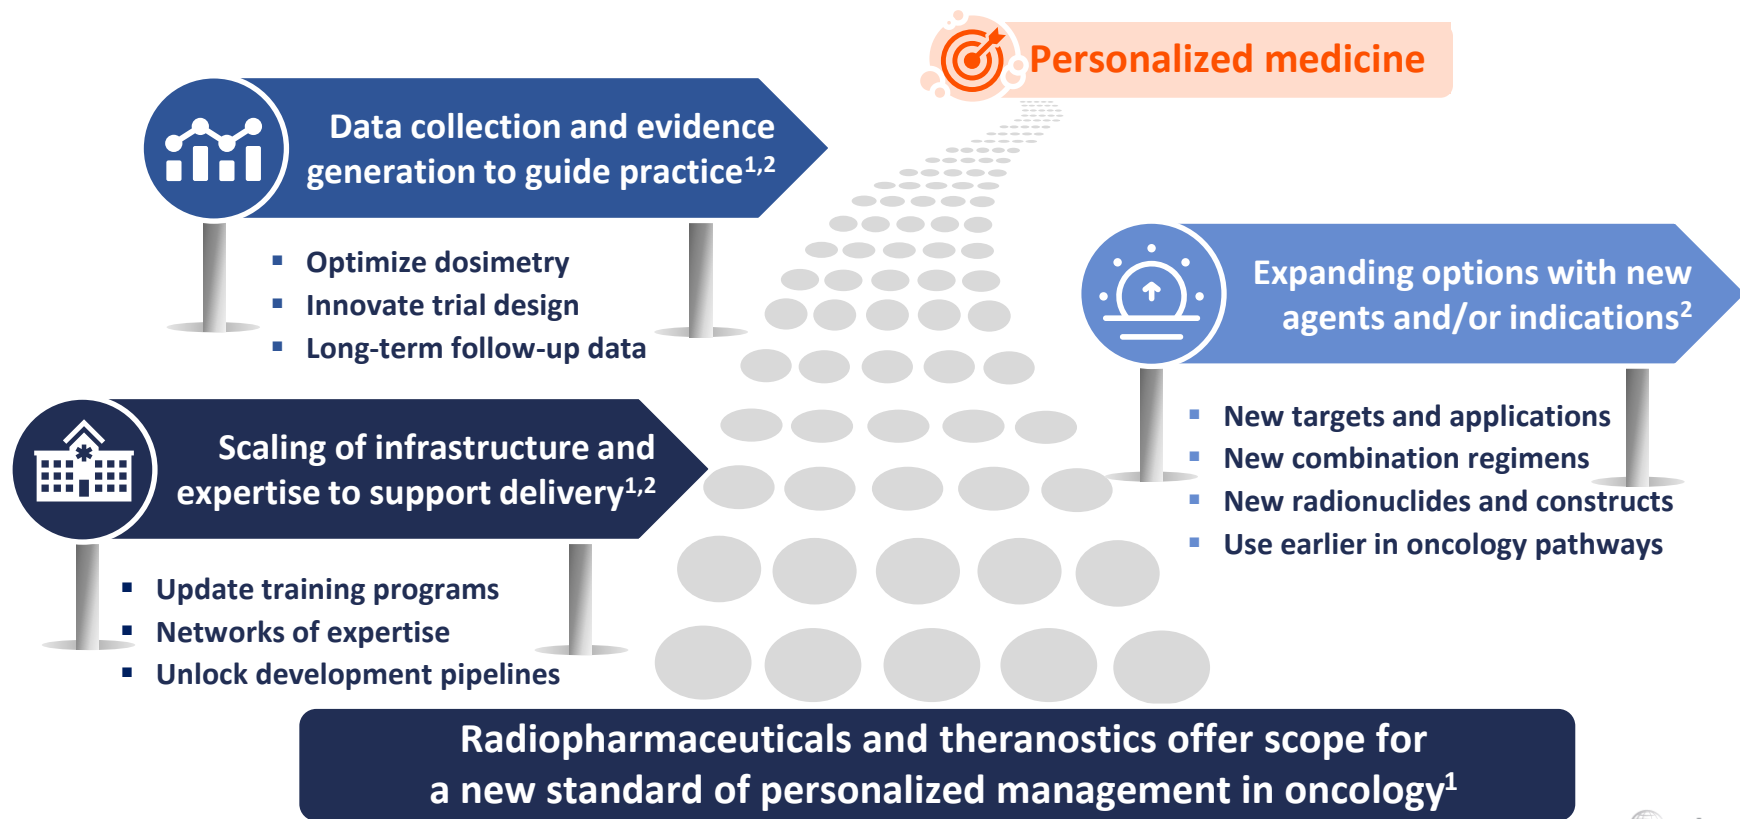 Personalized medicine
Data collection and evidence
generation to guide practice1,2
▪ Optimize dosimetry
▪ Innovate trial design
▪ Long-term follow-up data
Expanding options with new
agents and/or indications2
▪ New targets and applications
▪ New combination regimens
▪ New radionuclides and constructs
▪ Use earlier in oncology pathways
Scaling of infrastructure and
expertise to support delivery1,2
▪ Update training programs
▪ Networks of expertise
▪ Unlock development pipelines
Radiopharmaceuticals and theranostics offer scope for
a new standard of personalized management in oncology1